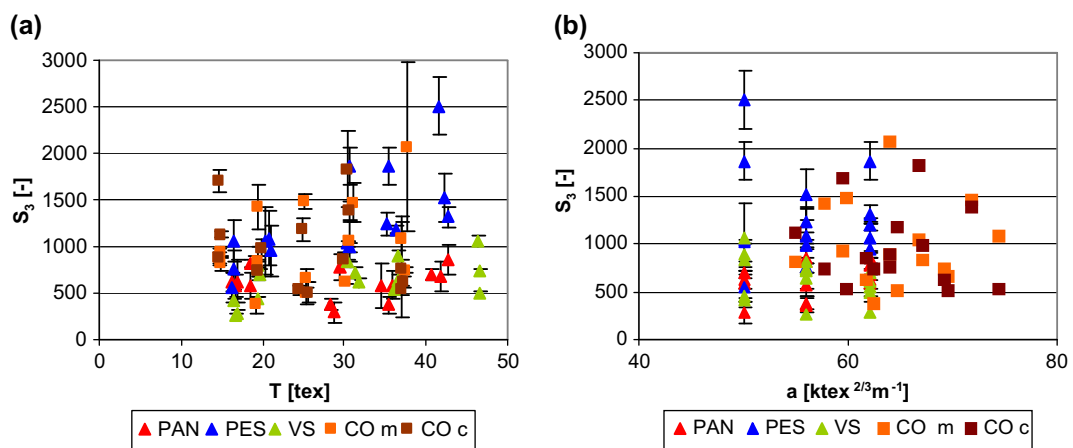 (a)
3000
2500
2000
1500
1000
500
0
S3 [-]
0 10 20 30 40 50
T [tex]
PAN PES VS CO m CO c
(b)
3000
2500
2000
1500
1000
500
0
S3 [-]
40 60 80
a [ktex 2/3m-1]
PAN PES VS CO m CO c